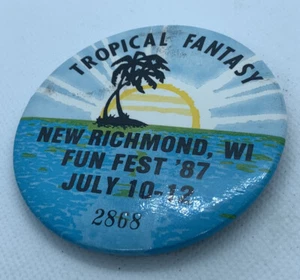 TROPICAL FANTASY
NEW RICHMOND, WI
FUN FEST '87
JULY 10-12
2868